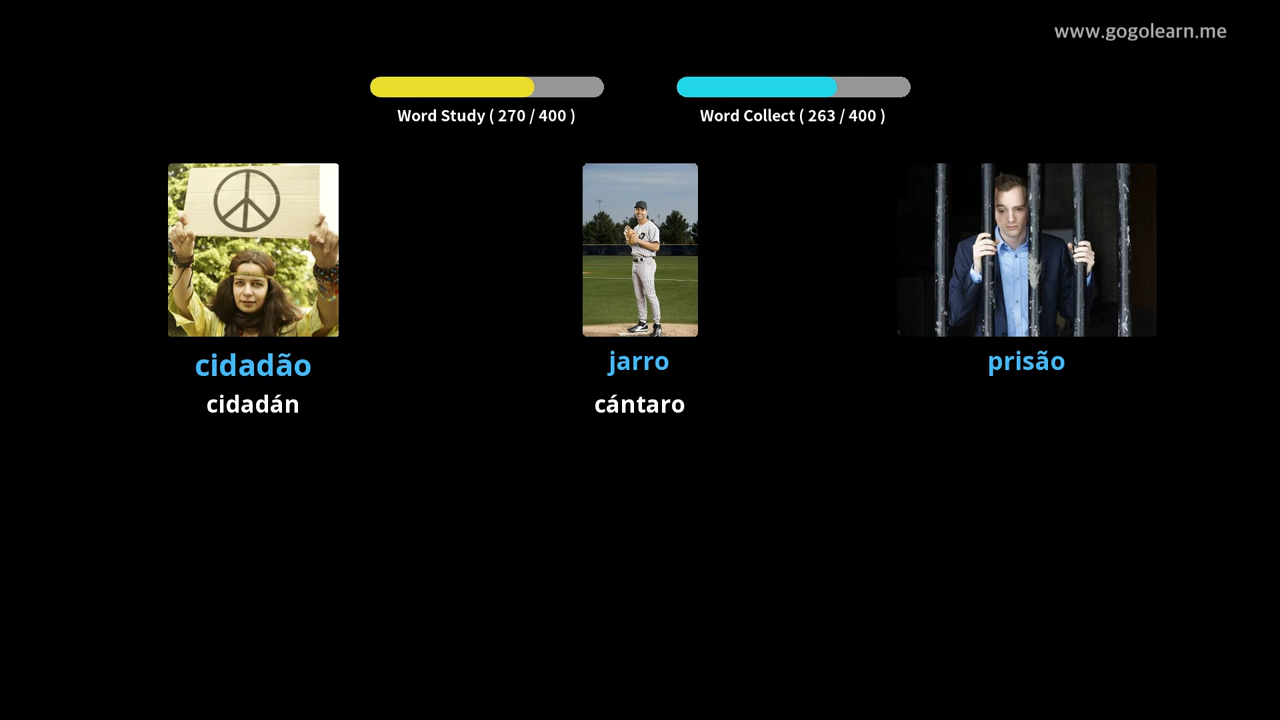 www.gogolearn.me
Word Study ( 270 / 400 )
Word Collect ( 263 / 400 )
cidadão
jarro
prisão
cidadán
cántaro